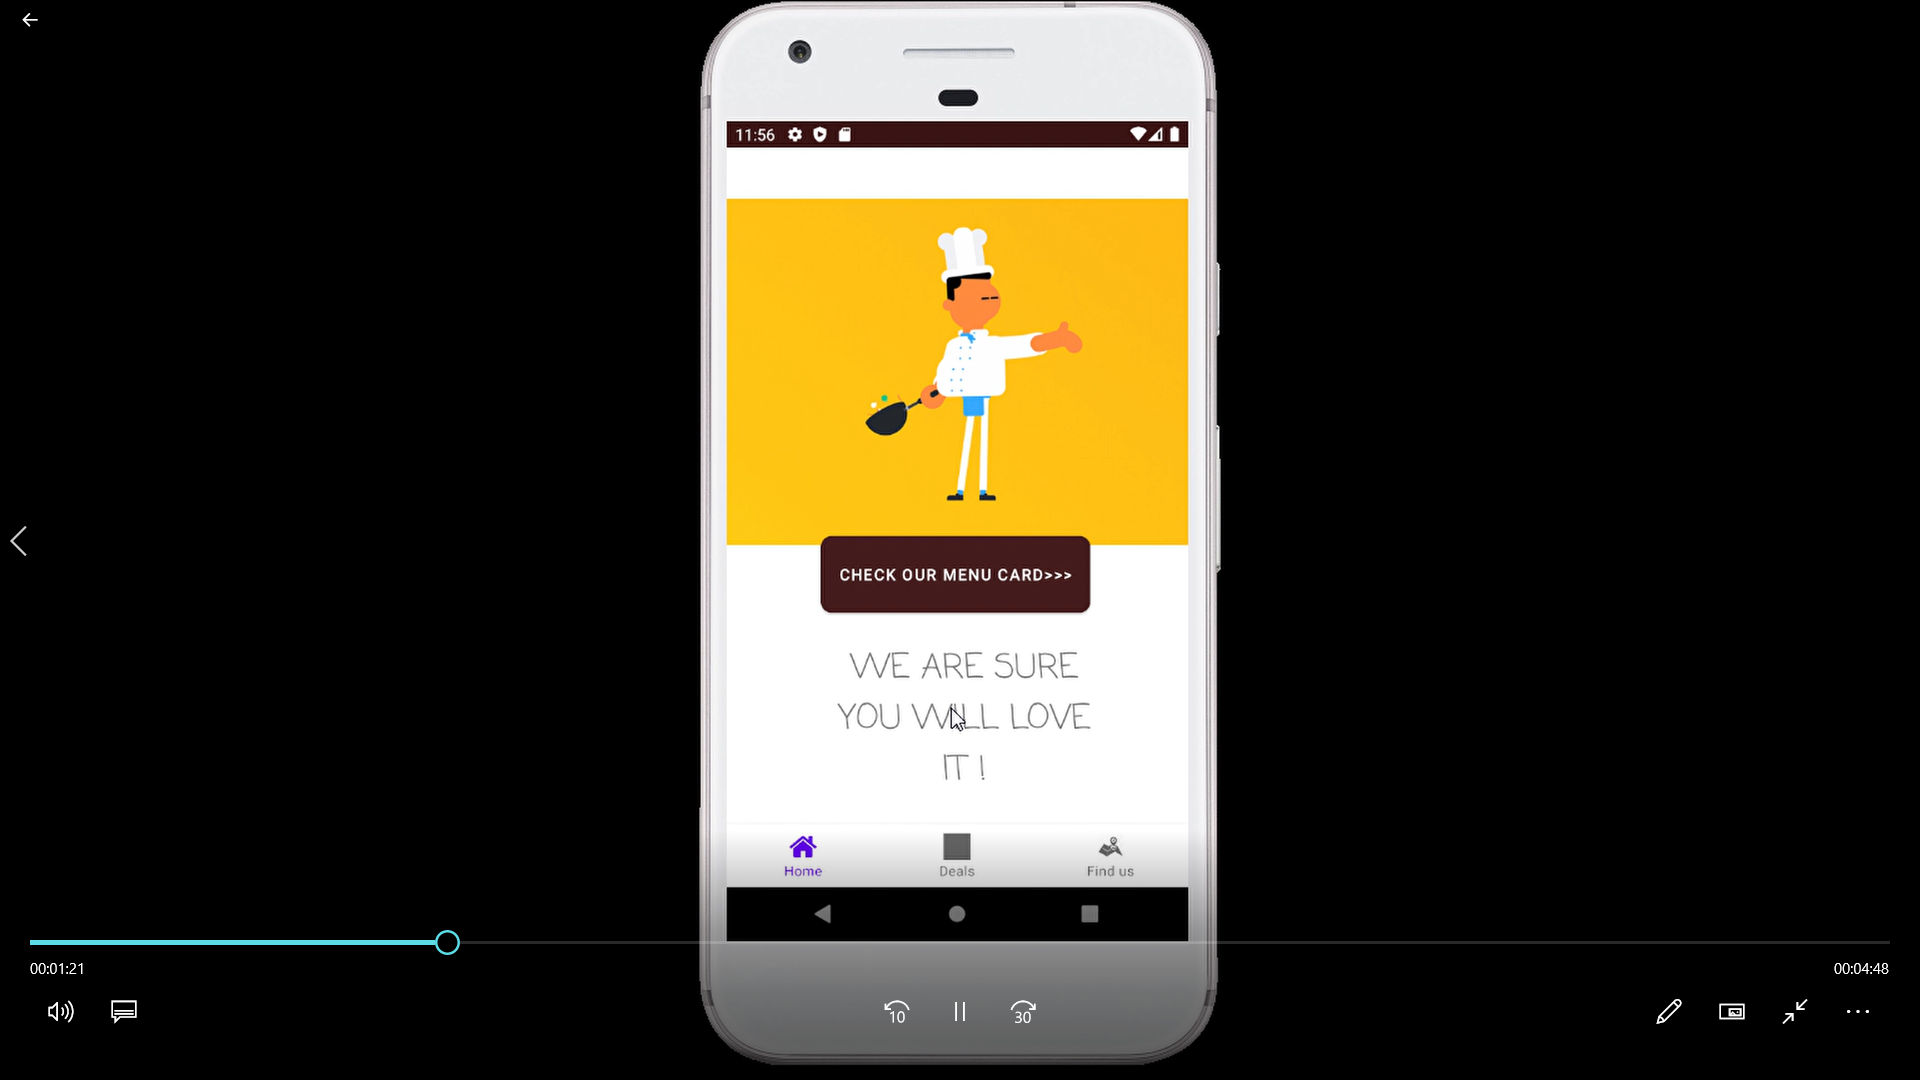 11:56
CHECK OUR MENU CARD>>>
WE ARE SURE
YOU WILL LOVE
IT !
Home
Deals
Find us
00:01:21
00:04:48
10
30